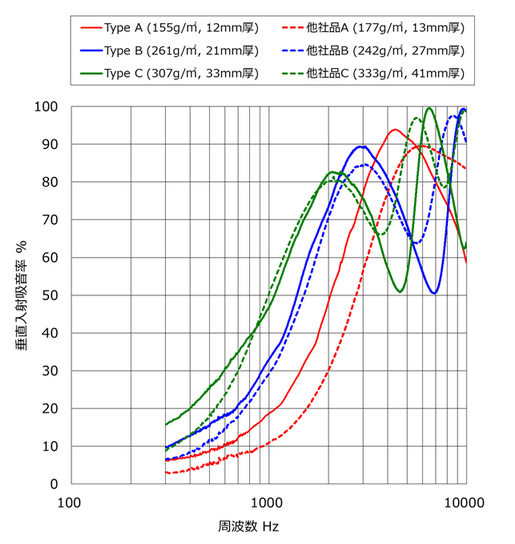 Type A (155g/㎡, 12mm厚) 他社品A (177g/㎡, 13mm厚)
Type B (261g/㎡, 21mm厚) 他社品B (242g/㎡, 27mm厚)
Type C (307g/㎡, 33mm厚) 他社品C (333g/㎡, 41mm厚)
垂直入射吸音率 %
100
90
80
70
60
50
40
30
20
10
0
100 1000 10000
周波数 Hz